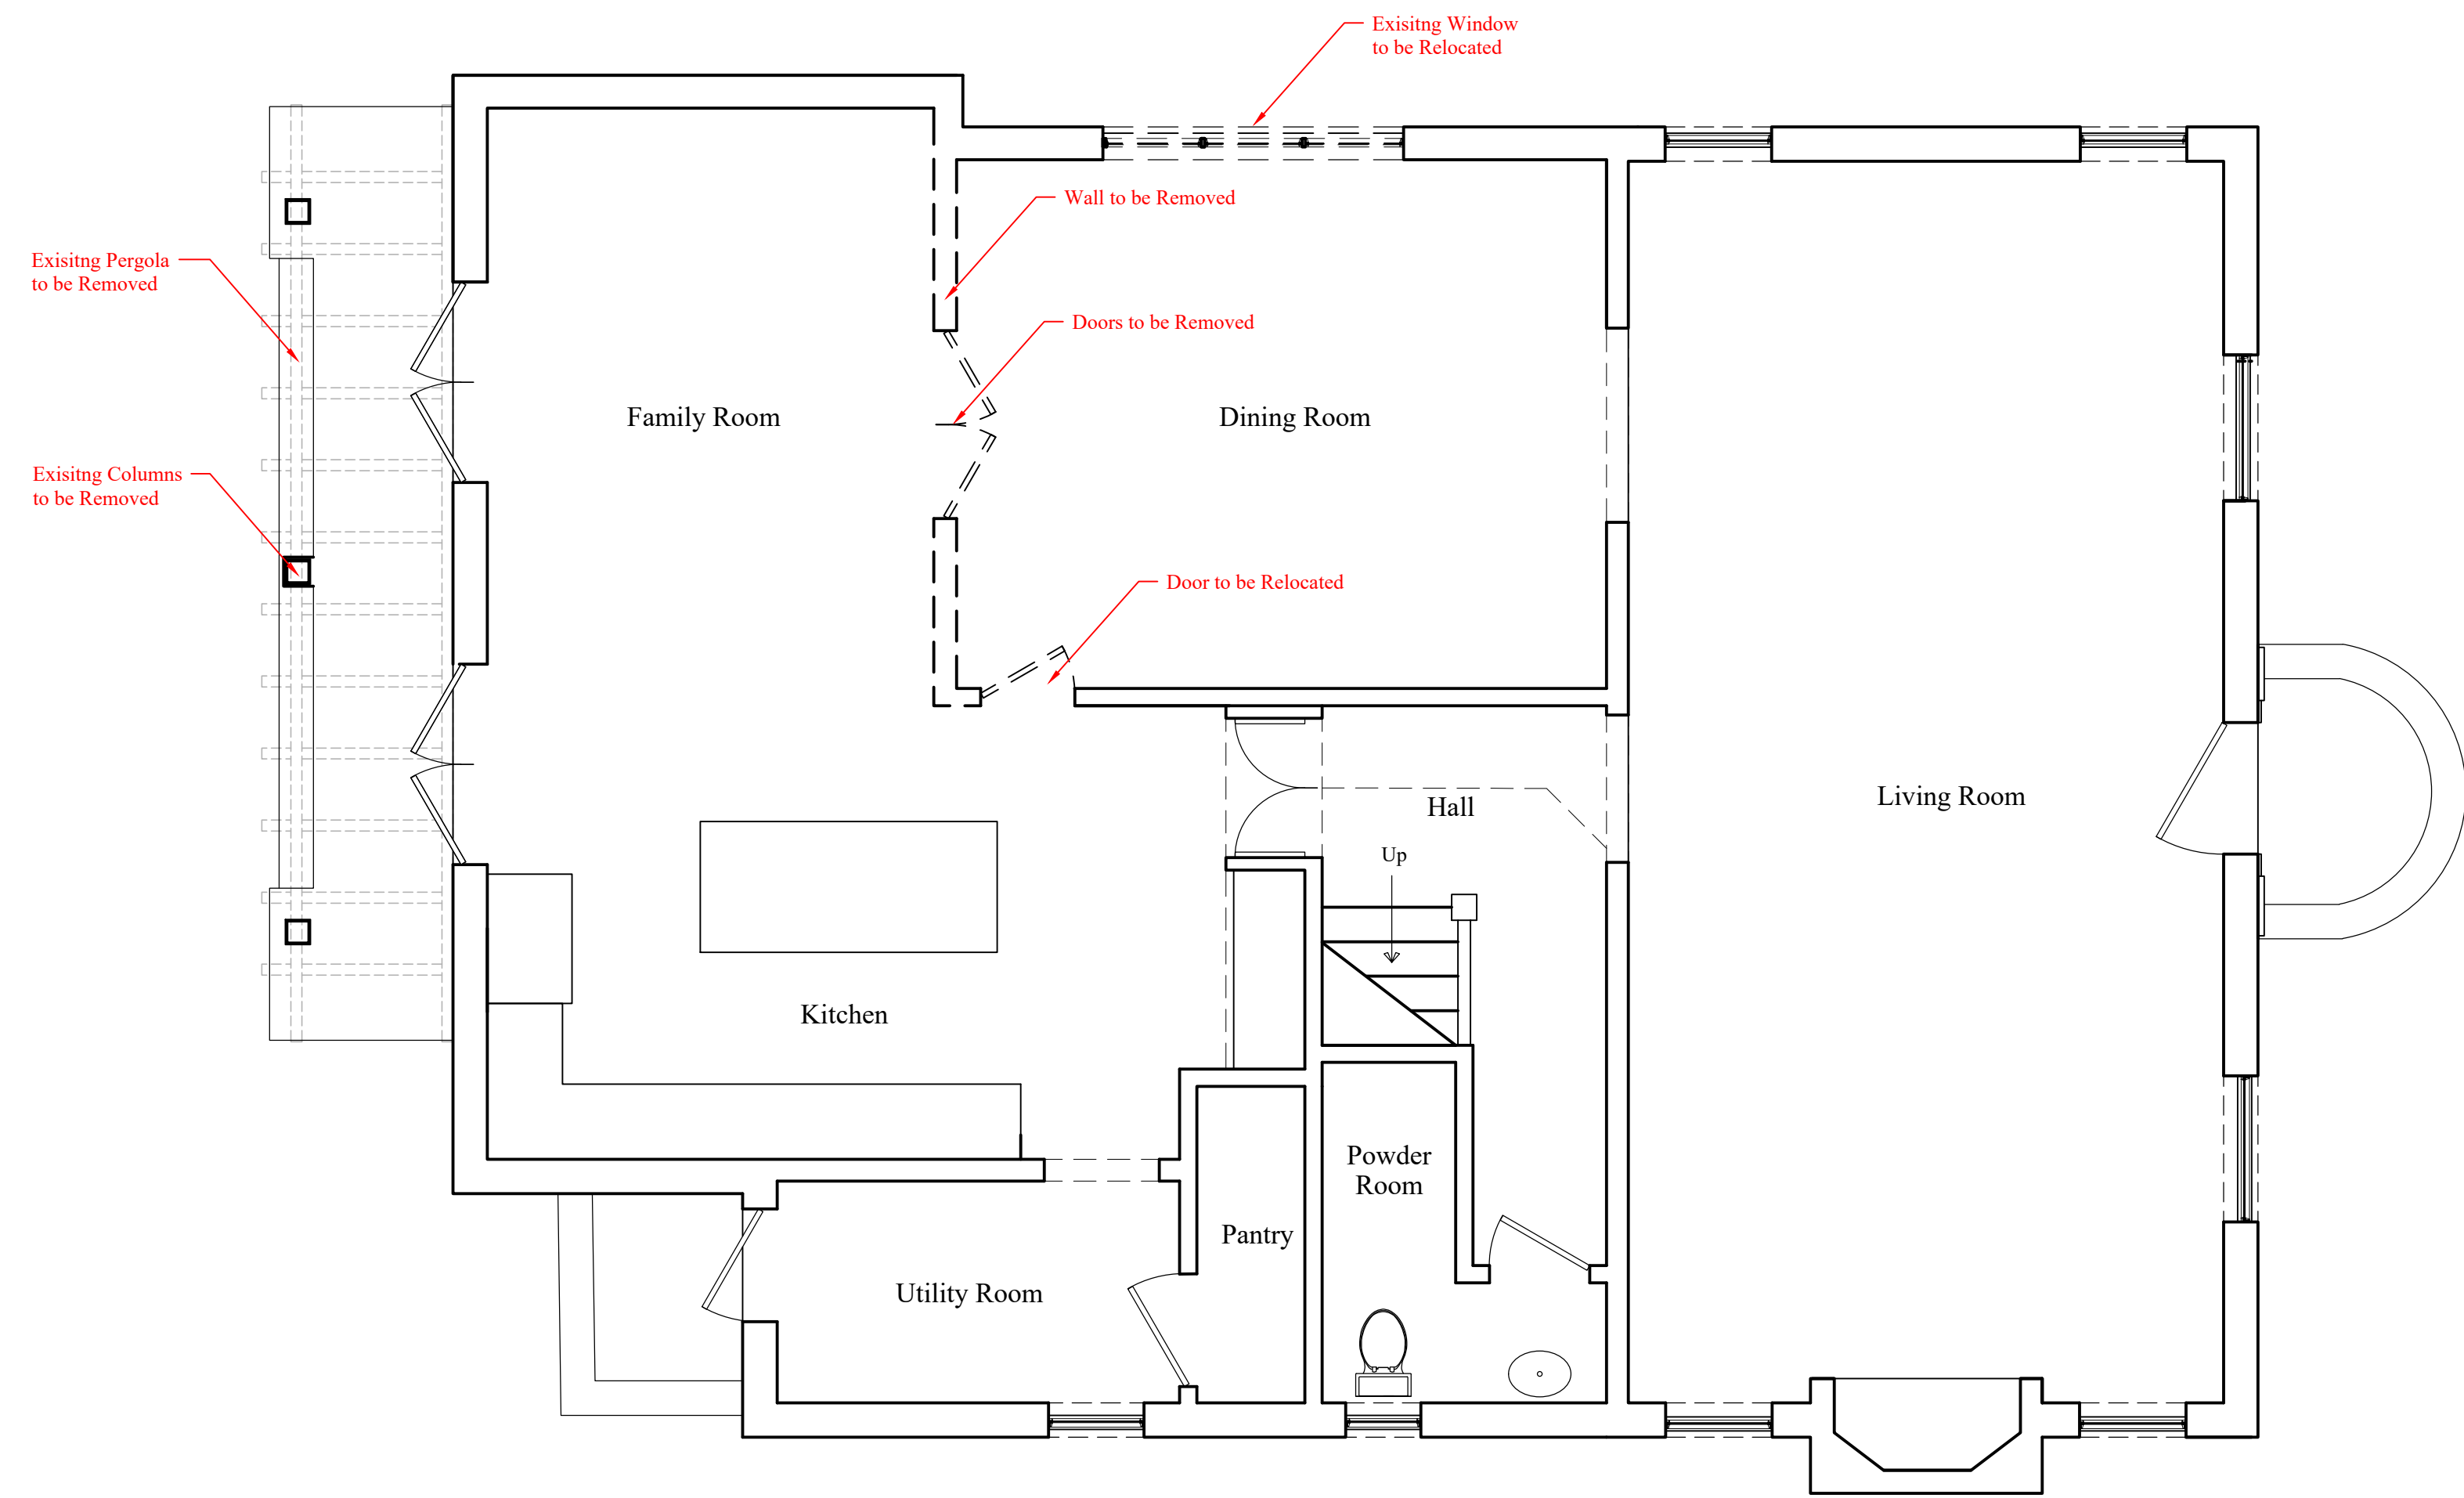 Exisitng Window
to be Relocated
Wall to be Removed
Exisitng Pergola
to be Removed
Doors to be Removed
Family Room
Dining Room
Exisitng Columns
to be Removed
Door to be Relocated
Living Room
Hall
Up
Kitchen
Powder
Room
Pantry
Utility Room